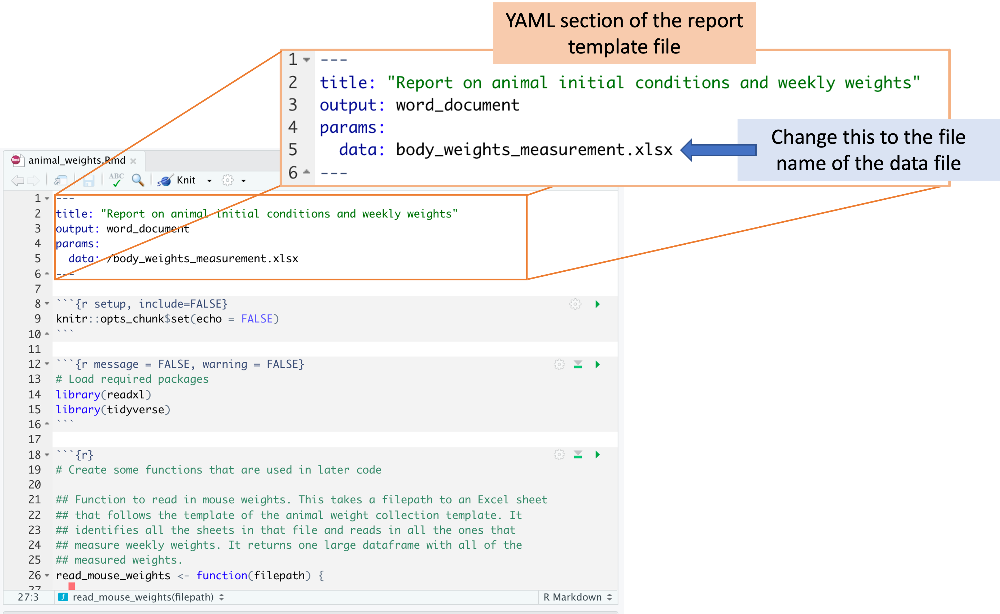 YAML section of the report
template file
1 ---
2 title: "Report on animal initial conditions and weekly weights"
3 output: word_document
4 params:
5   data: body_weights_measurement.xlsx
6 ---
Change this to the file
name of the data file
Rmd animal_weights.Rmd
ABC Knit
1 ---
2 title: "Report on animal initial conditions and weekly weights"
3 output: word_document
4 params:
5   data: /body_weights_measurement.xlsx
6 ---
7
8 ```{r setup, include=FALSE}
9 knitr::opts_chunk$set(echo = FALSE)
10 ```
11
12 ```{r message = FALSE, warning = FALSE}
13 # Load required packages
14 library(readxl)
15 library(tidyverse)
16 ```
17
18 ```{r}
19 # Create some functions that are used in later code
20
21 ## Function to read in mouse weights. This takes a filepath to an Excel sheet
22 ## that follows the template of the animal weight collection template. It
23 ## identifies all the sheets in that file and reads in all the ones that
24 ## measure weekly weights. It returns one large dataframe with all of the
25 ## measured weights.
26 read_mouse_weights <- function(filepath) {
27
27:3 f read_mouse_weights(filepath) R Markdown